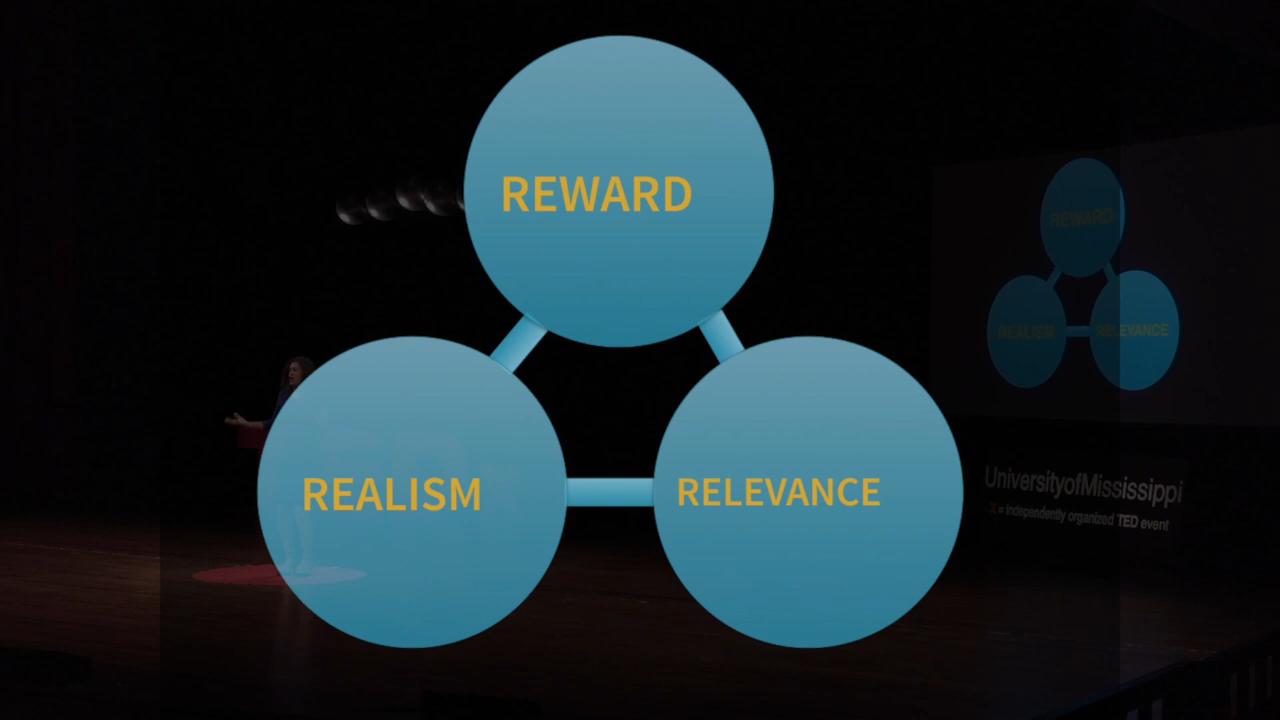 REWARD
REALISM
RELEVANCE
REWARD
REALISM
RELEVANCE
UniversityofMississippi
x = independently organized TED event